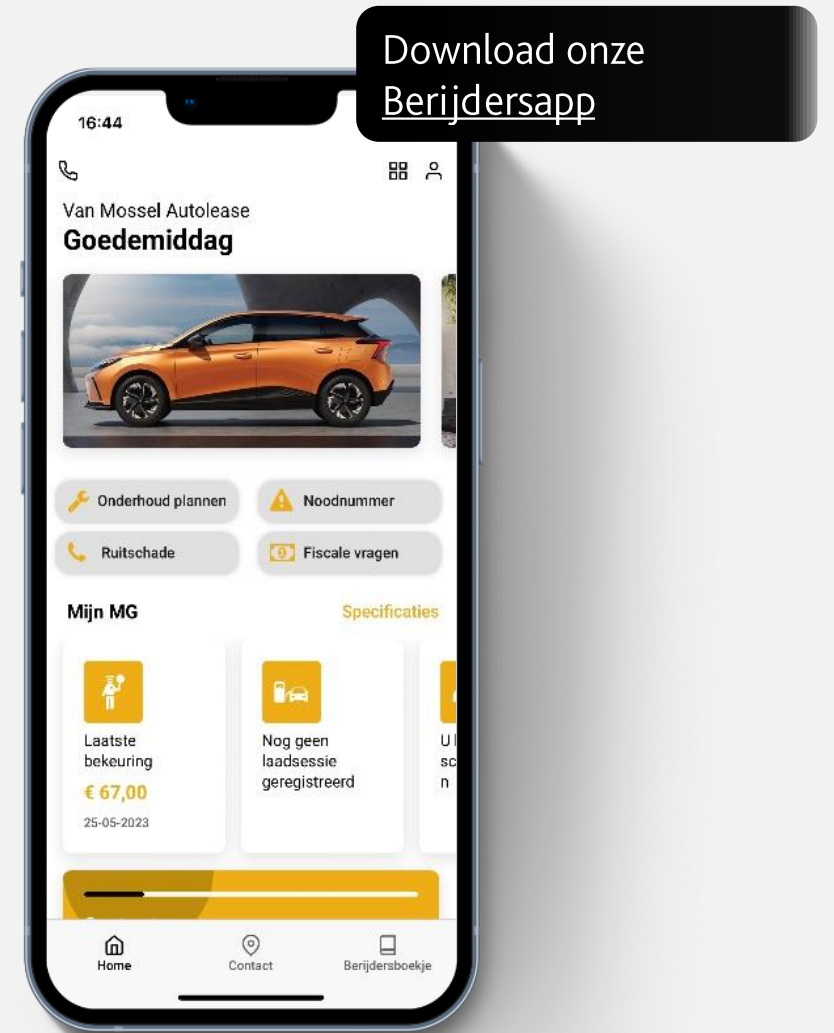 Download onze
Berijdersapp
16:44
Van Mossel Autolease
Goedemiddag
Onderhoud plannen
Noodnummer
Ruitschade
Fiscale vragen
Mijn MG
Specificaties
Laatste
bekeuring
€ 67,00
25-05-2023
Nog geen
laadsessie
geregistreerd
U
sc
n
Home
Contact
Berijdersboekje